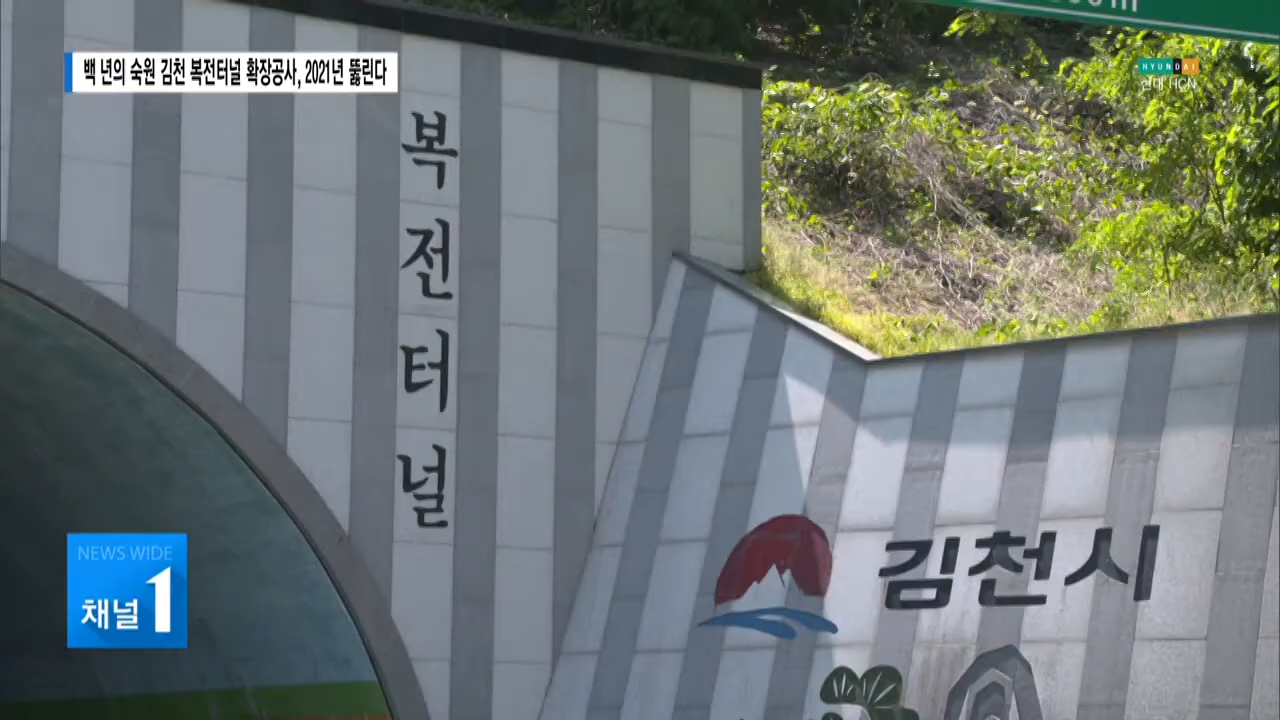 백 년의 숙원 김천 복전터널 확장공사, 2021년 뚫린다
HYUNDAI
현대 HCN
복전터널
김천시
NEWS WIDE
채널1